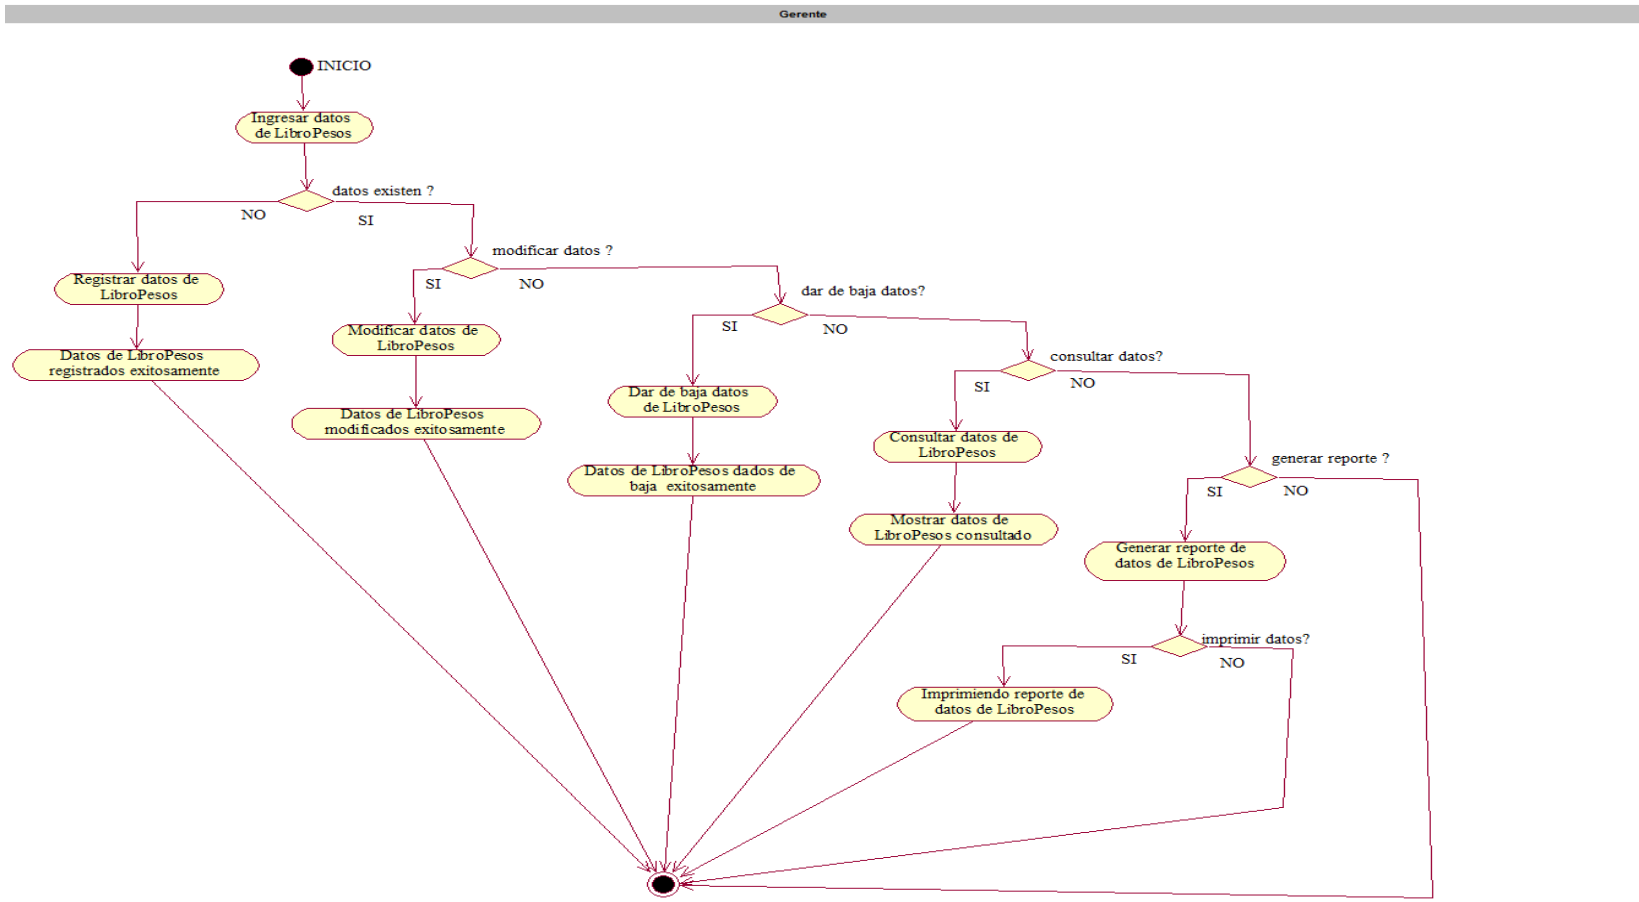 Gerente
INICIO
Ingresar datos
de LibroPesos
datos existen ?
NO
SI
modificar datos ?
SI
NO
Registrar datos de
LibroPesos
dar de baja datos?
SI
NO
Modificar datos de
LibroPesos
Datos de LibroPesos
registrados exitosamente
consultar datos?
SI
NO
Dar de baja datos
de LibroPesos
Datos de LibroPesos
modificados exitosamente
Consultar datos de
LibroPesos
generar reporte ?
SI
NO
Datos de LibroPesos dados de
baja  exitosamente
Mostrar datos de
LibroPesos consultado
Generar reporte de
datos de LibroPesos
imprimir datos?
SI
NO
Imprimiendo reporte de
datos de LibroPesos